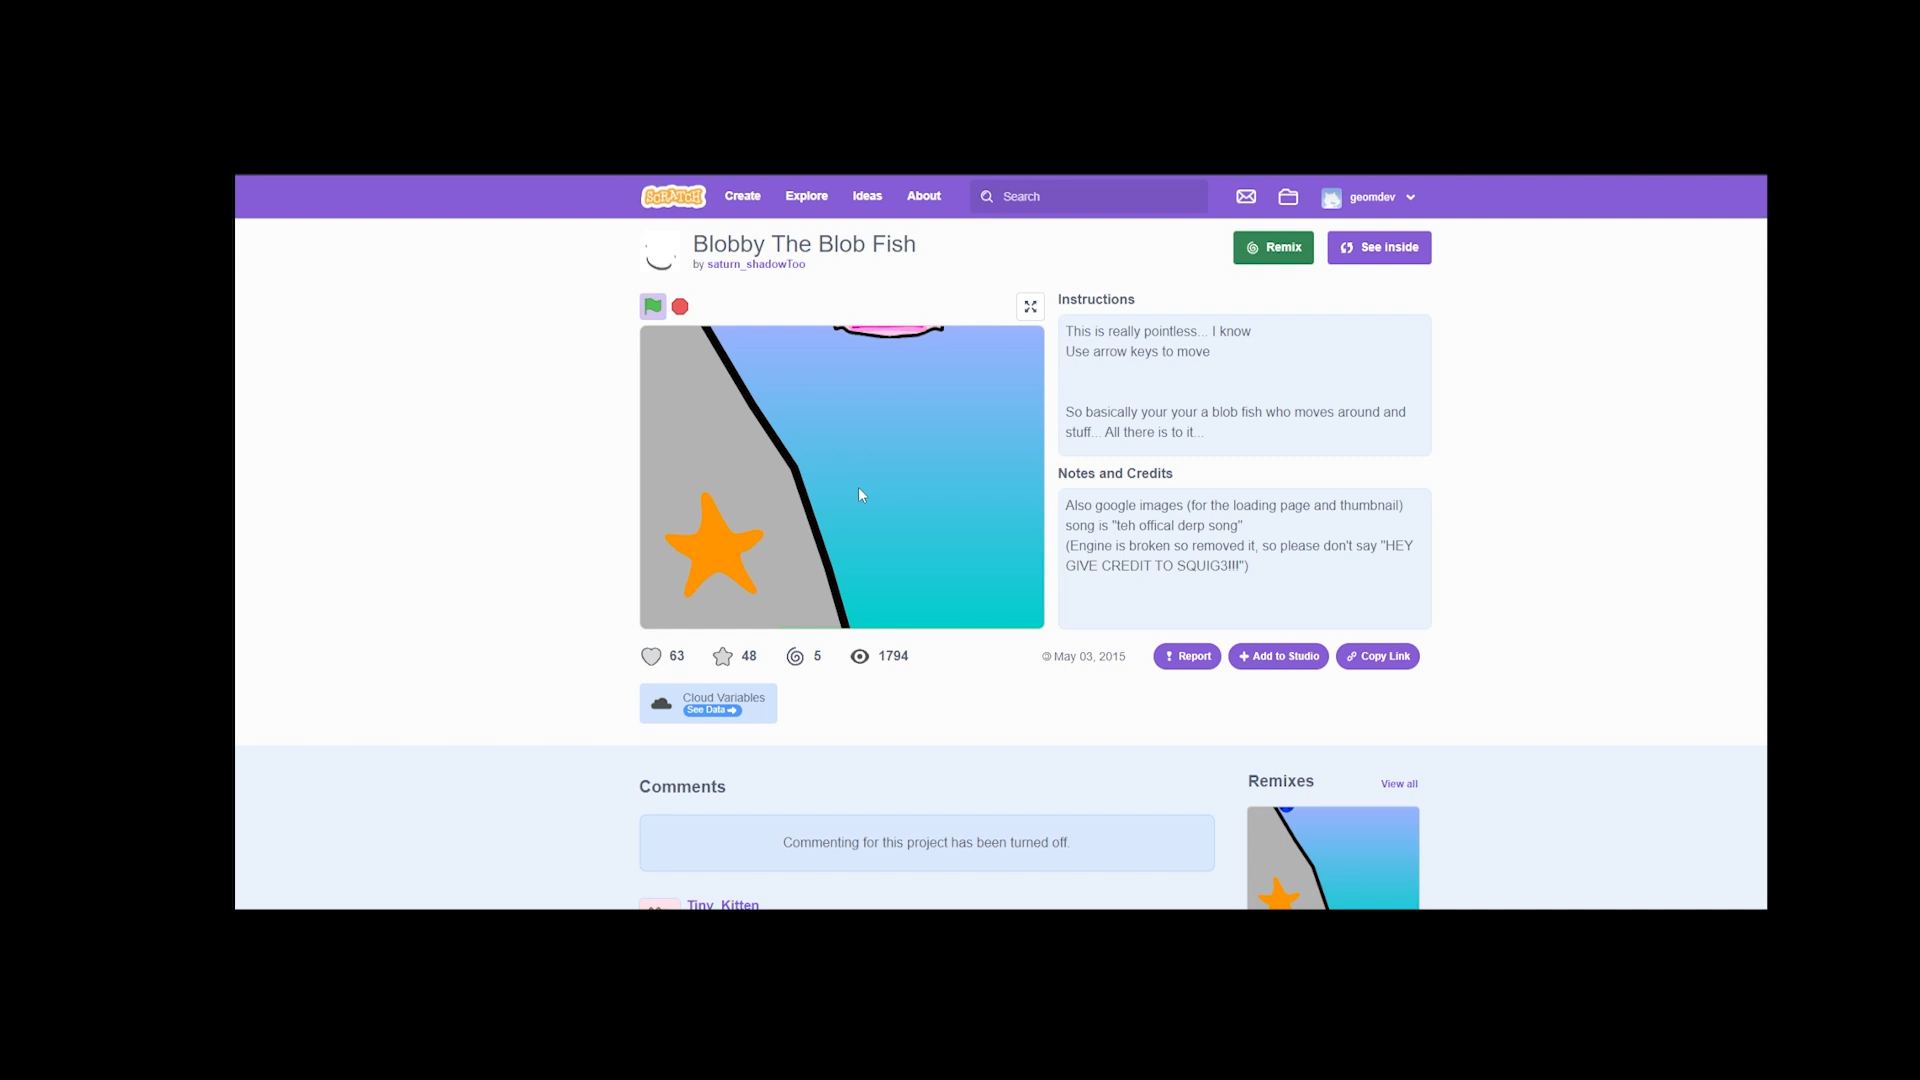 SCRATCH Create Explore Ideas About Search geomdev
Blobby The Blob Fish
by saturn_shadowToo
Remix See inside
Instructions
This is really pointless... I know
Use arrow keys to move
So basically your your a blob fish who moves around and
stuff... All there is to it...
Notes and Credits
Also google images (for the loading page and thumbnail)
song is "teh offical derp song"
(Engine is broken so removed it, so please don't say "HEY
GIVE CREDIT TO SQUIG3!!!")
63 48 5 1794 © May 03, 2015 Report Add to Studio Copy Link
Cloud Variables
See Data
Comments
Remixes View all
Commenting for this project has been turned off.
Tiny_Kitten